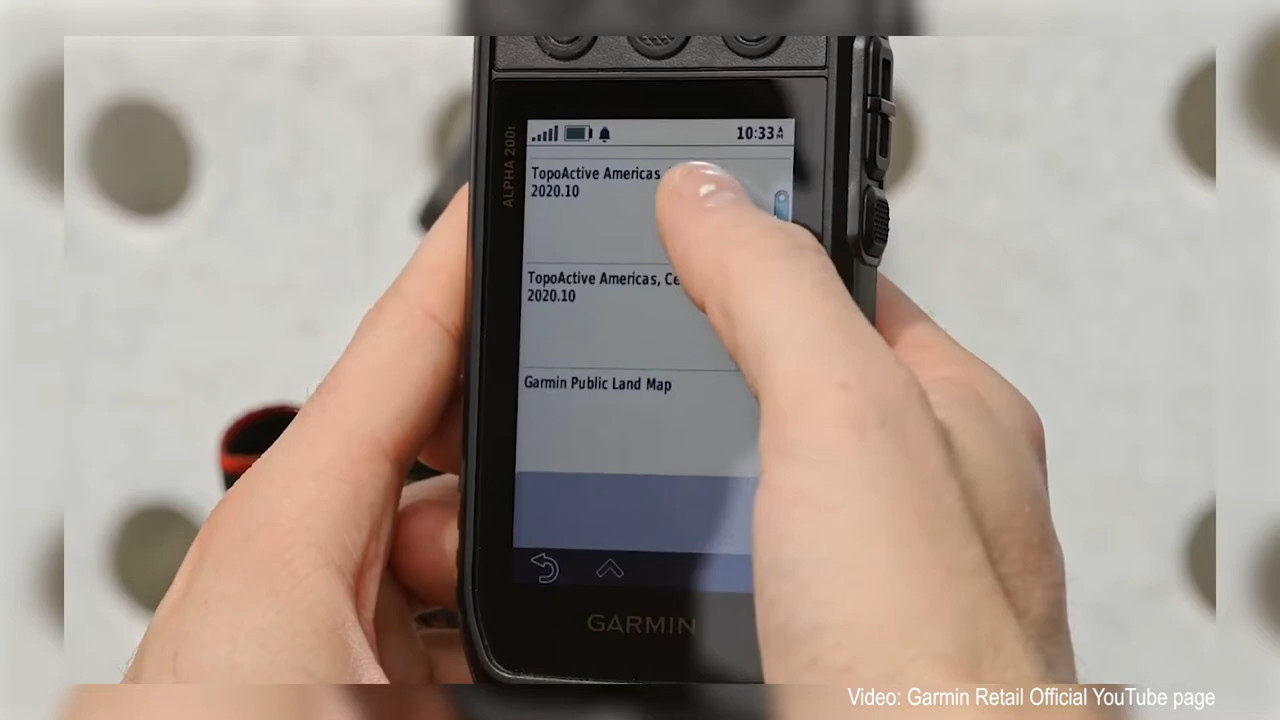 ALPHA 200i
10:33 AM
TopoActive Americas
2020.10
TopoActive Americas, Ce
2020.10
Garmin Public Land Map
GARMIN
Video: Garmin Retail Official YouTube page